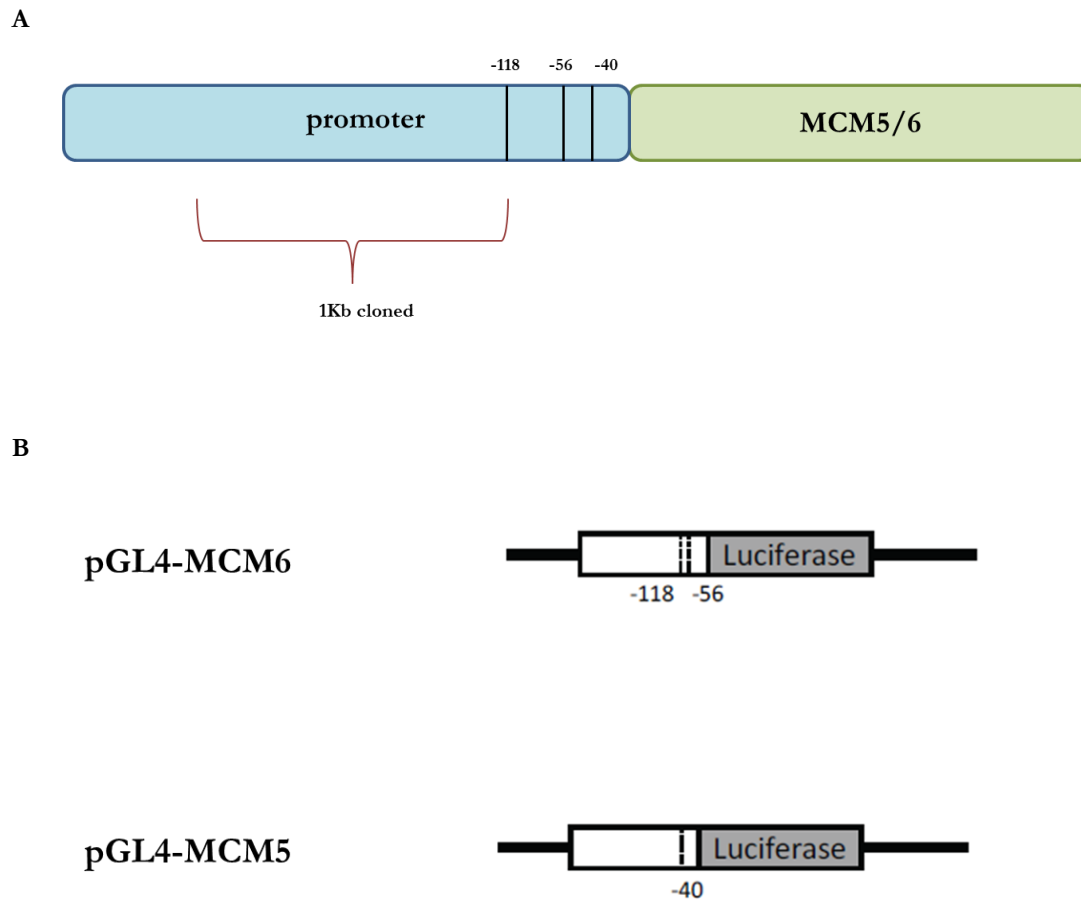 A
-118 -56 -40
promoter MCM5/6
1Kb cloned
B
pGL4-MCM6 Luciferase
-118 -56
pGL4-MCM5 Luciferase
-40